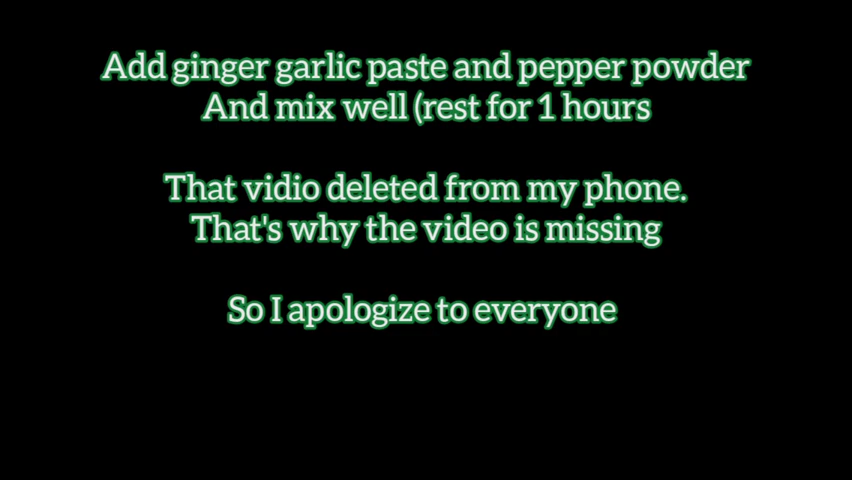 Add ginger garlic paste and pepper powder
And mix well (rest for 1 hours
That vidio deleted from my phone.
That's why the video is missing
So I apologize to everyone